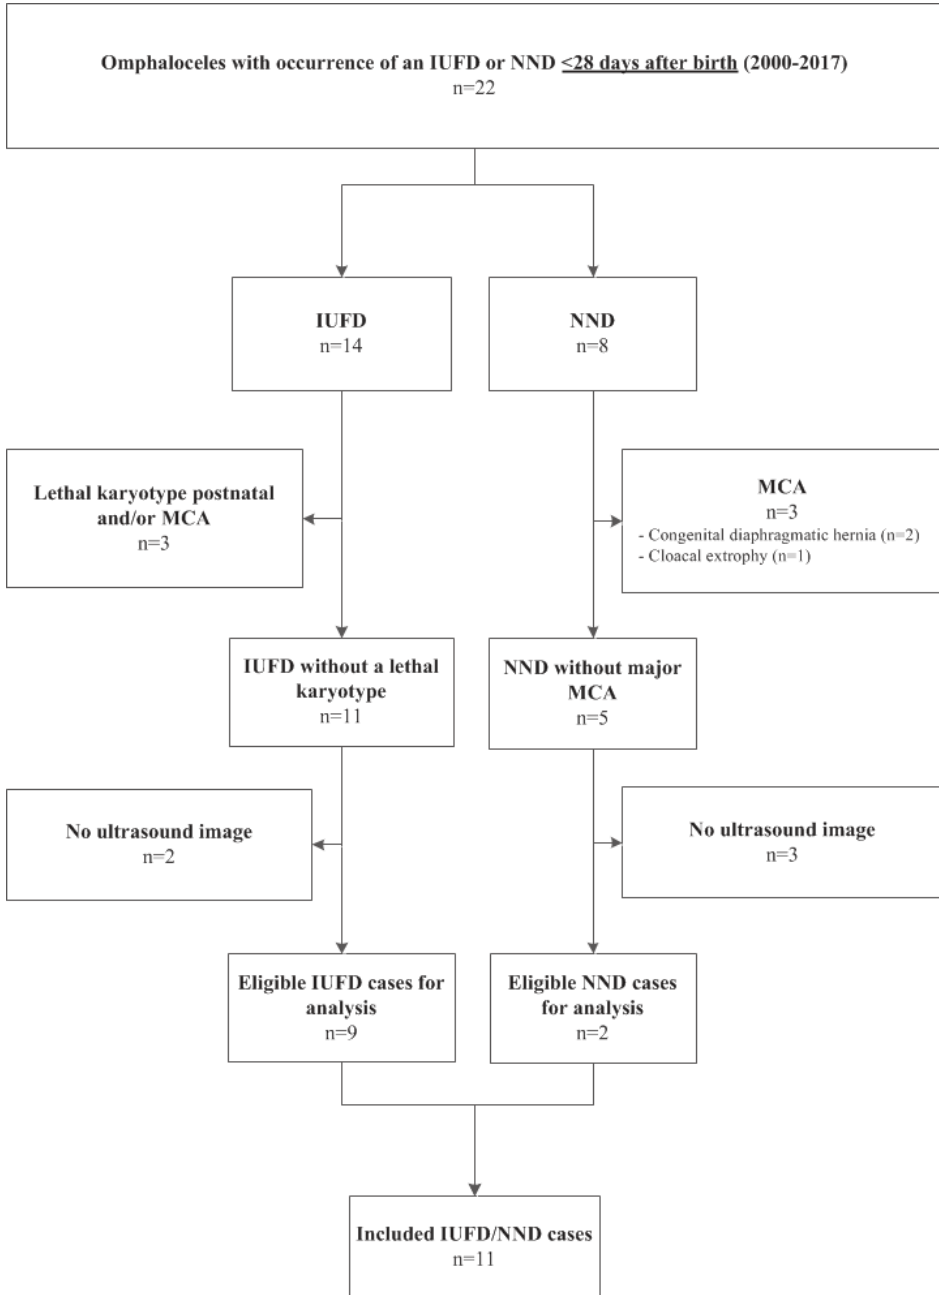 Omphaloceles with occurrence of an IUFD or NND <28 days after birth (2000-2017)
n=22
IUFD
n=14
NND
n=8
Lethal karyotype postnatal
and/or MCA
n=3
MCA
n=3
- Congenital diaphragmatic hernia (n=2)
- Cloacal extrophy (n=1)
IUFD without a lethal
karyotype
n=11
NND without major
MCA
n=5
No ultrasound image
n=2
No ultrasound image
n=3
Eligible IUFD cases for
analysis
n=9
Eligible NND cases
for analysis
n=2
Included IUFD/NND cases
n=11